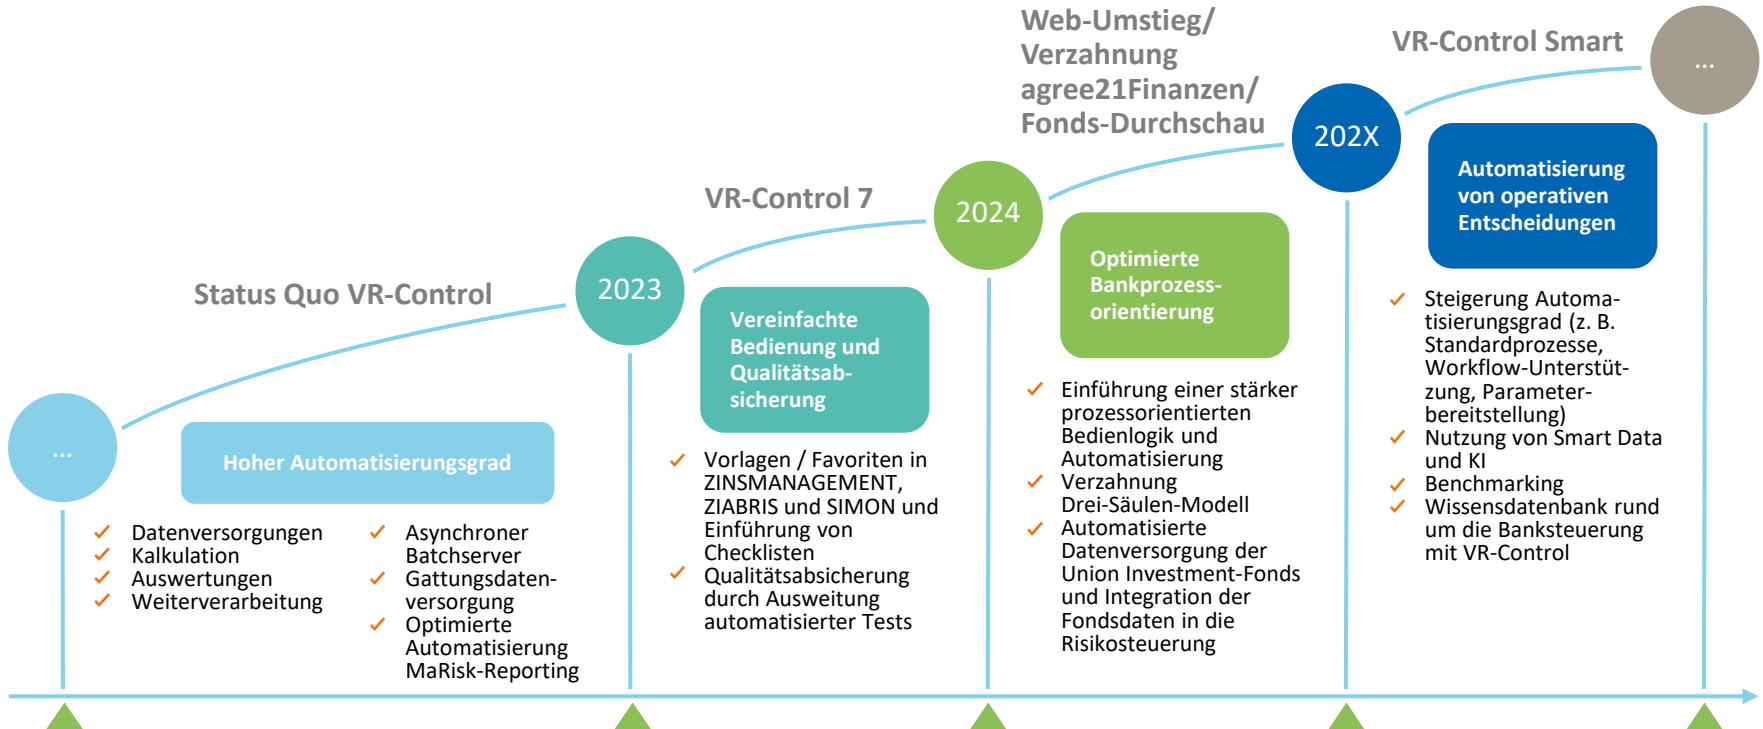 ...
Status Quo VR-Control
Hoher Automatisierungsgrad
Datenversorgungen
Kalkulation
Auswertungen
Weiterverarbeitung
Asynchroner
Batchserver
Gattungsdaten-
versorgung
Optimierte
Automatisierung
MaRisk-Reporting
2023
VR-Control 7
Vereinfachte
Bedienung und
Qualitätsab-
sicherung
Vorlagen / Favoriten in
ZINSMANAGEMENT,
ZIABRIS und SIMON und
Einführung von
Checklisten
Qualitätsabsicherung
durch Ausweitung
automatisierter Tests
2024
Web-Umstieg/
Verzahnung
agree21Finanzen/
Fonds-Durchschau
Optimierte
Bankprozess-
orientierung
Einführung einer stärker
prozessorientierten
Bedienlogik und
Automatisierung
Verzahnung
Drei-Säulen-Modell
Automatisierte
Datenversorgung der
Union Investment-Fonds
und Integration der
Fondsdaten in die
Risikosteuerung
202X
VR-Control Smart
Automatisierung
von operativen
Entscheidungen
Steigerung Automa-
tisierungsgrad (z. B.
Standardprozesse,
Workflow-Unterstüt-
zung, Parameter-
bereitstellung)
Nutzung von Smart Data
und KI
Benchmarking
Wissensdatenbank rund
um die Banksteuerung
mit VR-Control
...